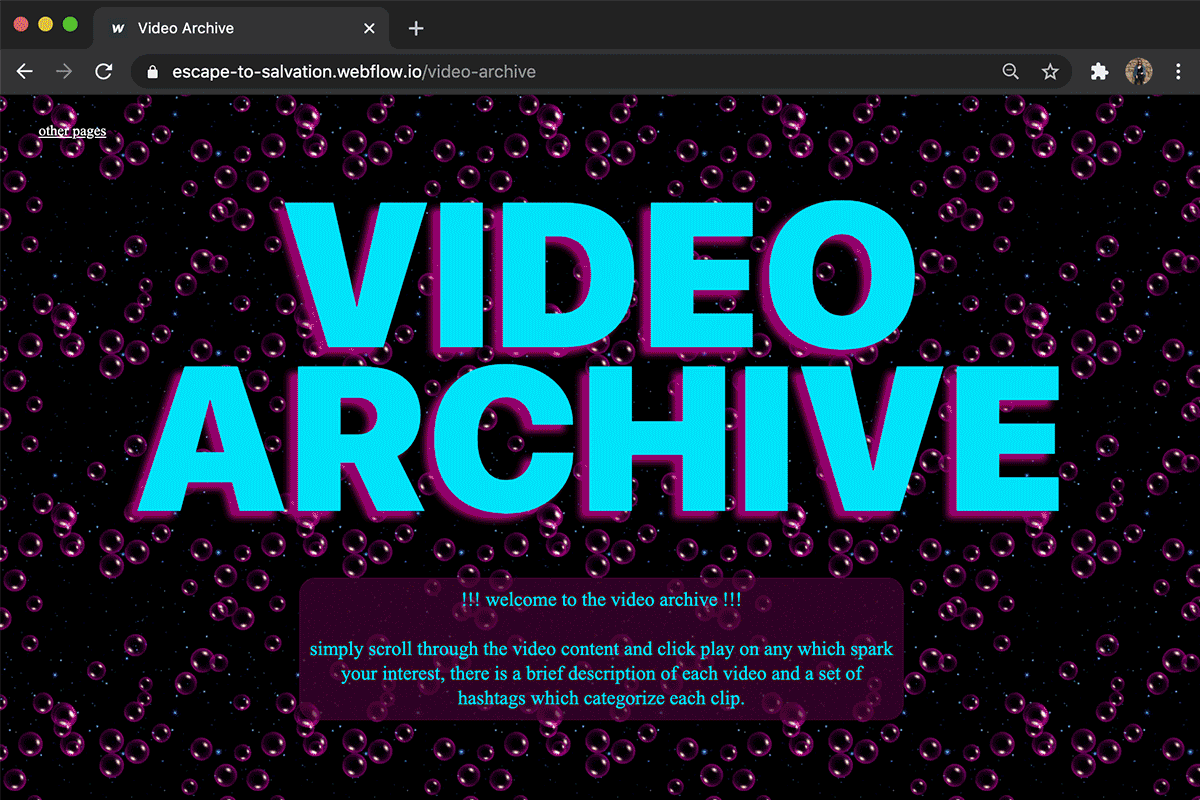 Video Archive
escape-to-salvation.webflow.io/video-archive
other pages
VIDEO
ARCHIVE
!!! welcome to the video archive !!!
simply scroll through the video content and click play on any which spark
your interest, there is a brief description of each video and a set of
hashtags which categorize each clip.